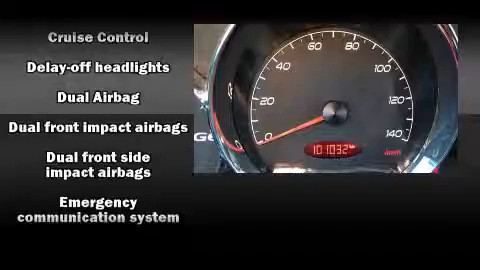 Cruise Control
Delay-off headlights
Dual Airbag
Dual front impact airbags
Dual front side
impact airbags
Emergency
communication system
0
20
40
60
80
100
120
140
101032